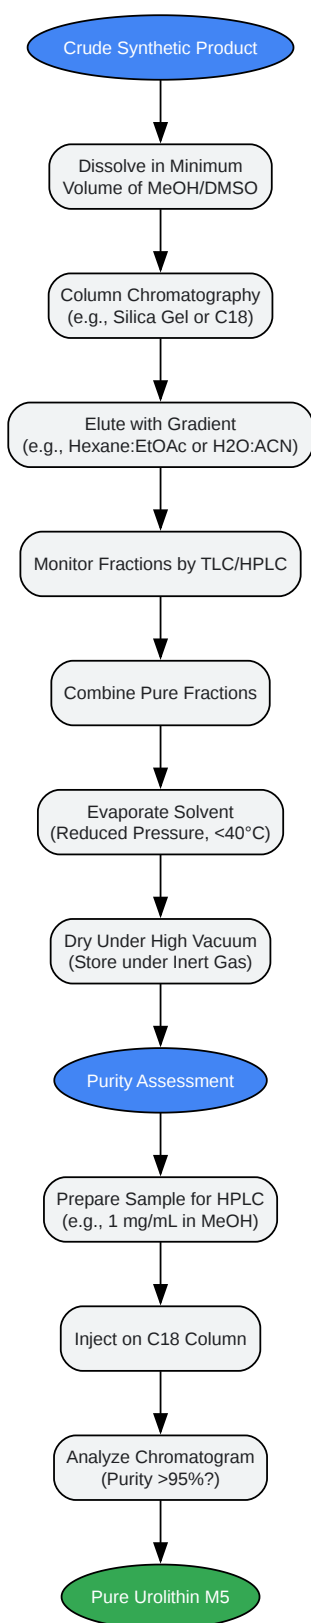 Crude Synthetic Product
Dissolve in Minimum
Volume of MeOH/DMSO
Column Chromatography
(e.g., Silica Gel or C18)
Elute with Gradient
(e.g., Hexane:EtOAc or H2O:ACN)
Monitor Fractions by TLC/HPLC
Combine Pure Fractions
Evaporate Solvent
(Reduced Pressure, <40°C)
Dry Under High Vacuum
(Store under Inert Gas)
Purity Assessment
Prepare Sample for HPLC
(e.g., 1 mg/mL in MeOH)
Inject on C18 Column
Analyze Chromatogram
(Purity >95%?)
Pure Urolithin M5